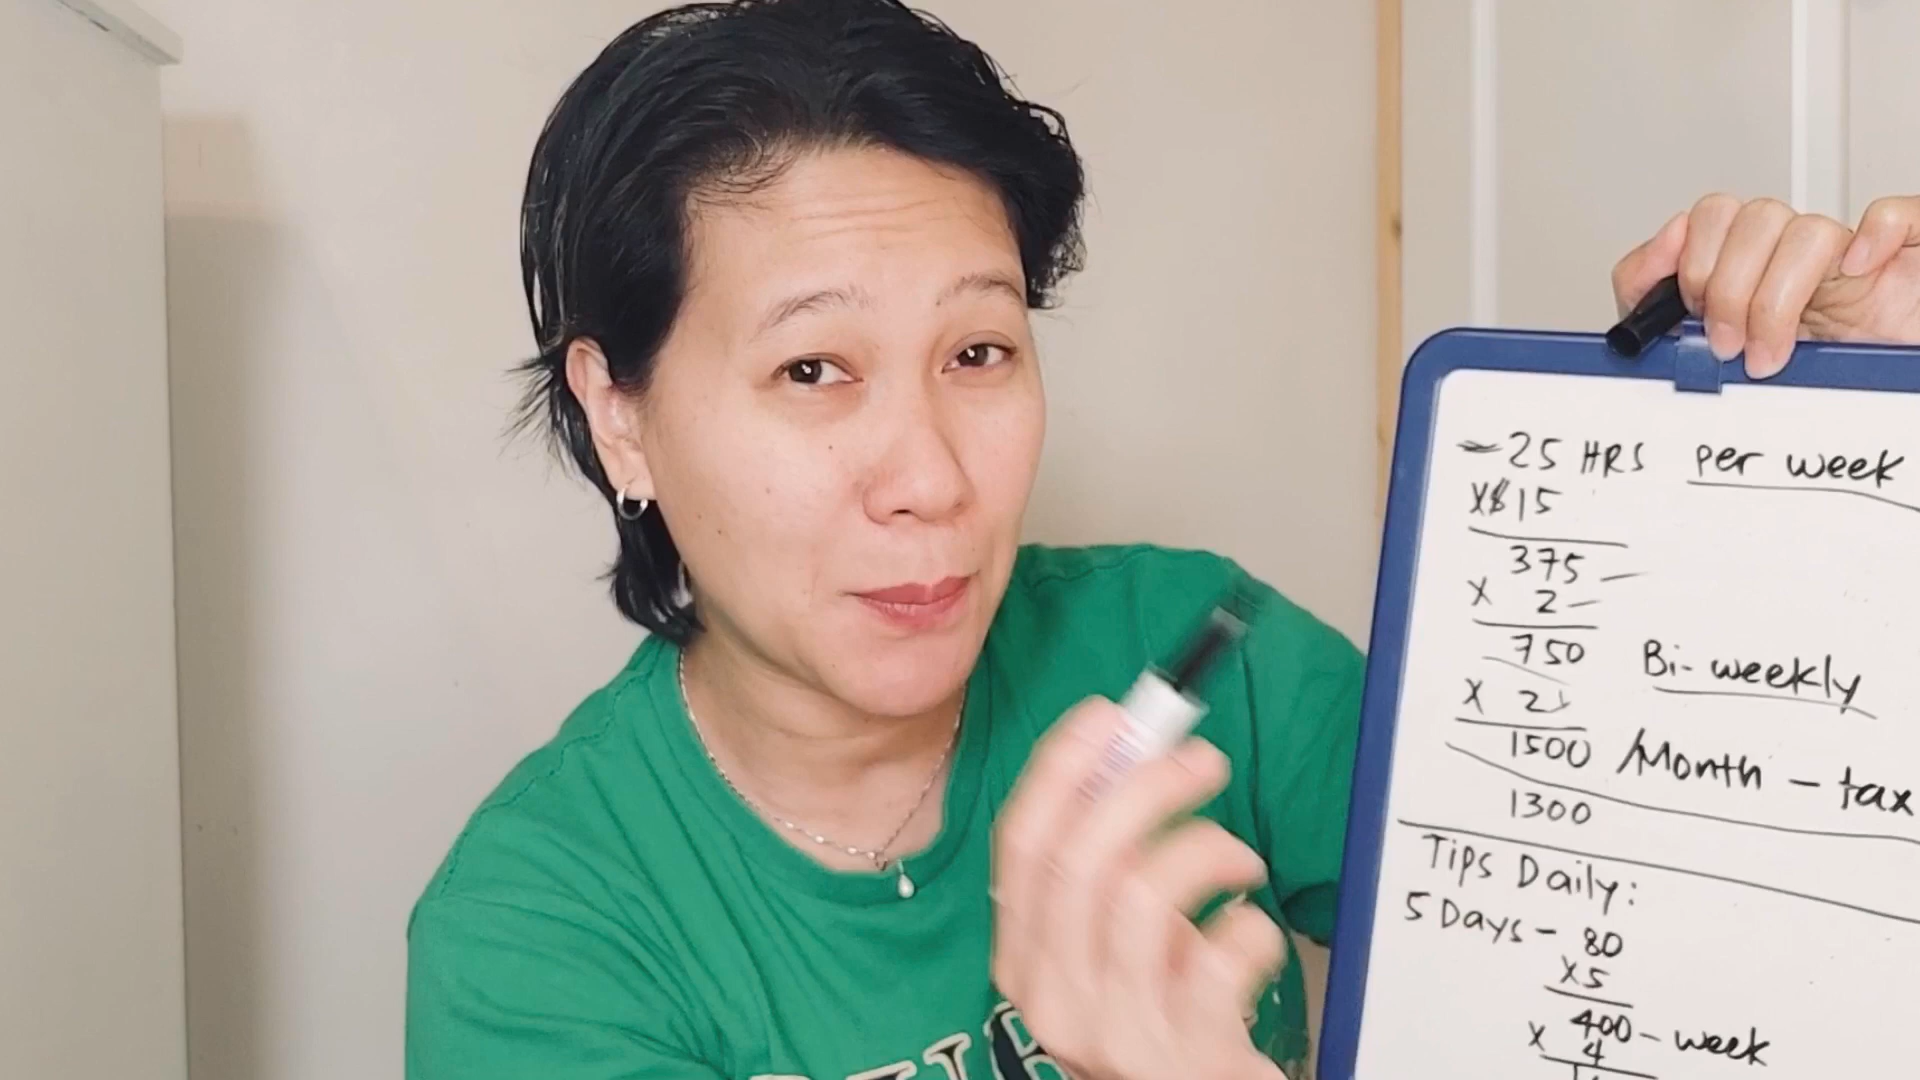 - 25 HRS per week
X $15
375
X 2
750 Bi-weekly
X 2
1500 /Month - tax
1300
Tips Daily:
5 Days - 80
X5
400 - week
X 4